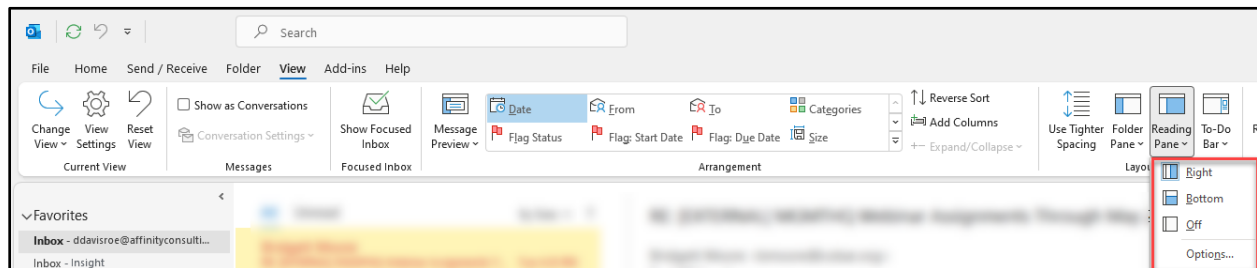 Search
File Home Send / Receive Folder View Add-ins Help
Change View Current View
View Settings
Reset View
Show as Conversations
Conversation Settings
Messages
Show Focused Inbox
Focused Inbox
Message Preview
Date From To Categories
Flag Status Flag: Start Date Flag: Due Date Size
Arrangement
Reverse Sort
Add Columns
Expand/Collapse
Use Tighter Spacing
Folder Pane
Reading Pane
To-Do Bar
Layou
Right
Bottom
Off
Options...
Favorites
Inbox - ddavisroe@affinityconsulti...
Inbox - Insight